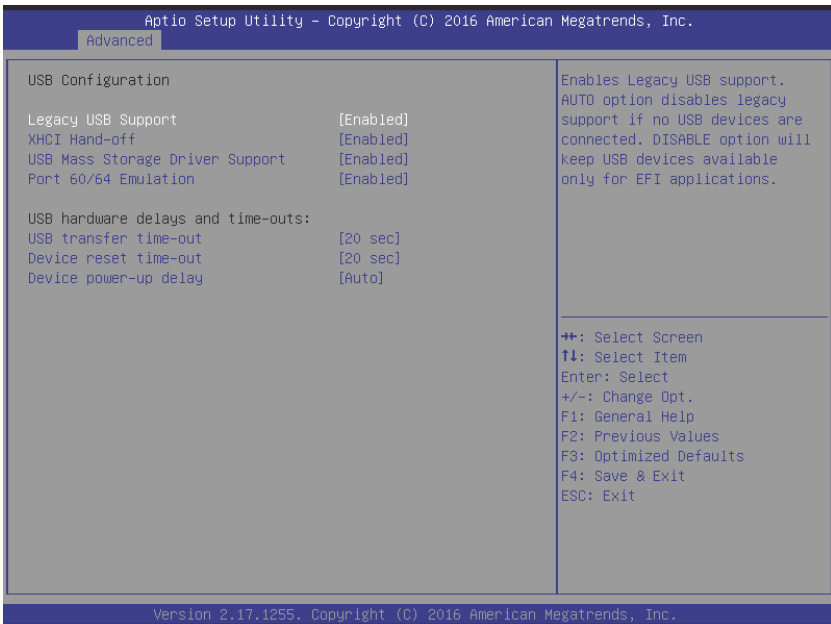 Aptio Setup Utility – Copyright (C) 2016 American Megatrends, Inc.
Advanced
USB Configuration
Legacy USB Support [Enabled]
XHCI Hand-off [Enabled]
USB Mass Storage Driver Support [Enabled]
Port 60/64 Emulation [Enabled]
USB hardware delays and time-outs:
USB transfer time-out [20 sec]
Device reset time-out [20 sec]
Device power-up delay [Auto]
Enables Legacy USB support.
AUTO option disables legacy
support if no USB devices are
connected. DISABLE option will
keep USB devices available
only for EFI applications.
→←: Select Screen
↑↓: Select Item
Enter: Select
+/-: Change Opt.
F1: General Help
F2: Previous Values
F3: Optimized Defaults
F4: Save & Exit
ESC: Exit
Version 2.17.1255. Copyright (C) 2016 American Megatrends, Inc.